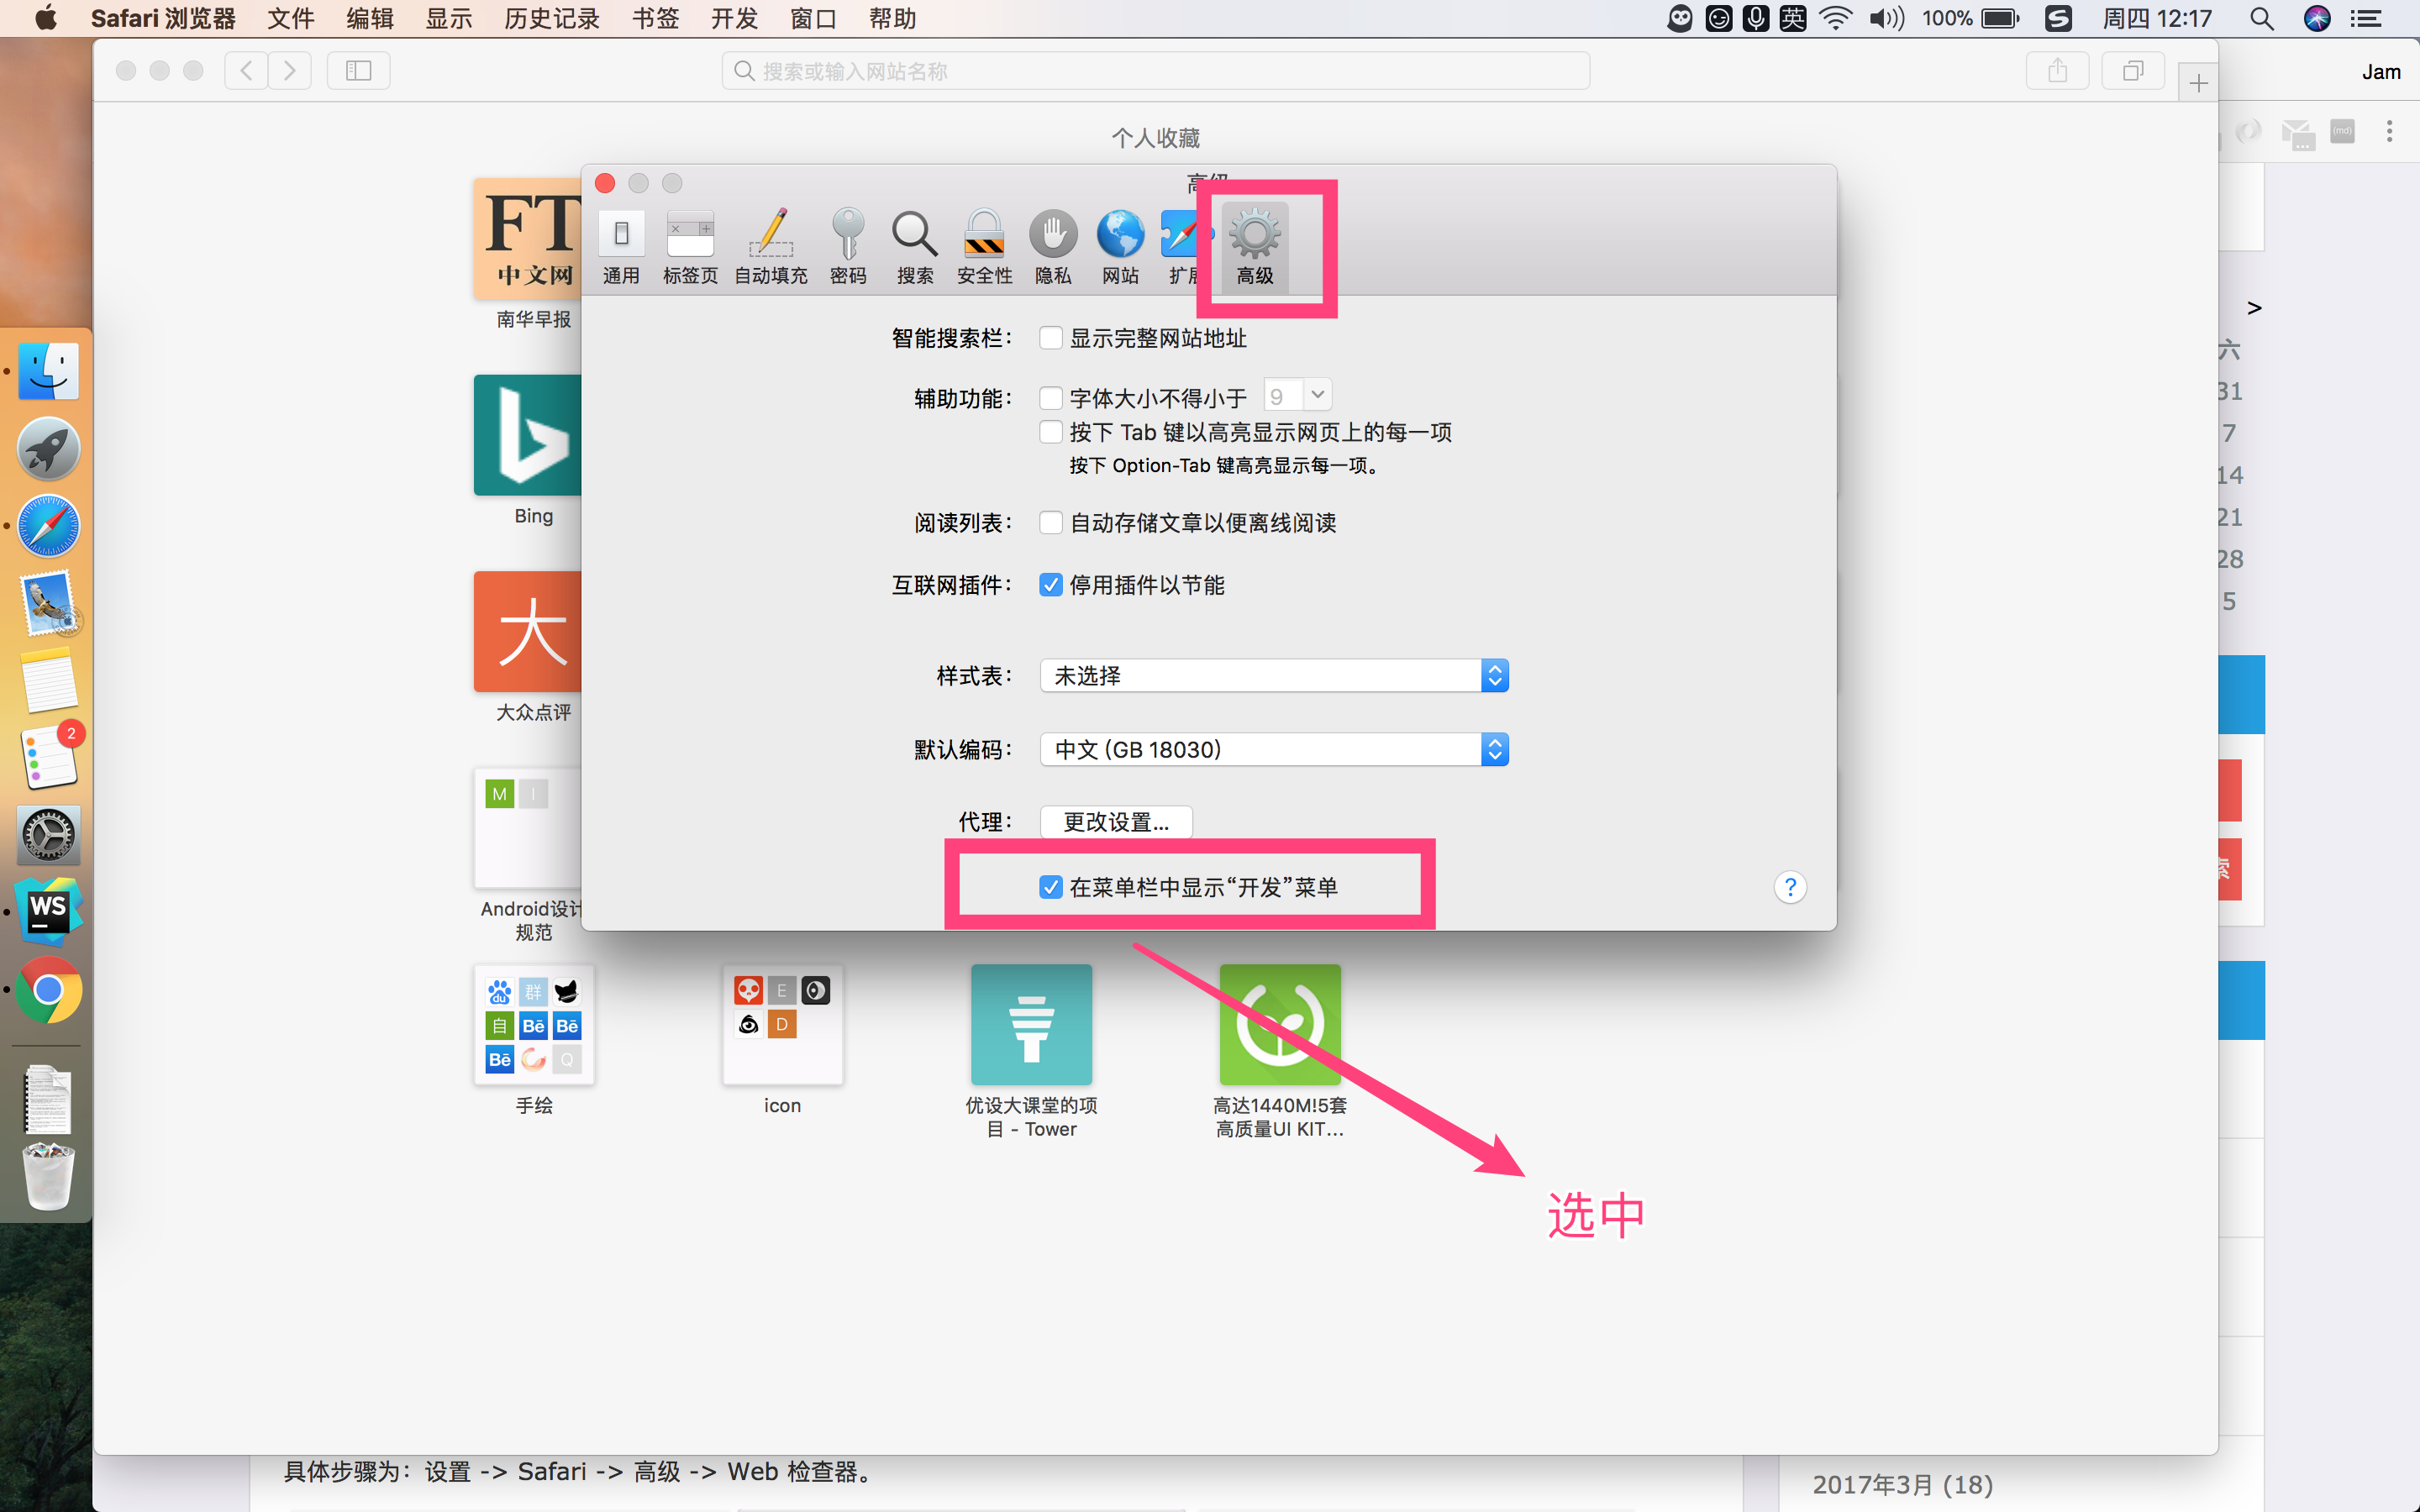 Safari 浏览器 文件 编辑 显示 历史记录 书签 开发 窗口 帮助 英 100% 周四 12:17
搜索或输入网站名称
Jam
个人收藏
高级
FT
中文网
南华早报
通用 标签页 自动填充 密码 搜索 安全性 隐私 网站 扩展 高级
(md)
>
智能搜索栏： 显示完整网站地址
六
31
辅助功能： 字体大小不得小于 9
按下 Tab 键以高亮显示网页上的每一项
7
按下 Option-Tab 键高亮显示每一项。
14
Bing
阅读列表： 自动存储文章以便离线阅读
21
28
互联网插件： 停用插件以节能
5
大
样式表： 未选择
大众点评
2
默认编码： 中文 (GB 18030)
M I
代理： 更改设置...
索
在菜单栏中显示“开发”菜单 ?
WS
Android设计
规范
du 群
自 Bē Bē
Bē Q
E
D
手绘
icon
优设大课堂的项
目 - Tower
高达1440M!5套
高质量UI KIT...
选中
具体步骤为：设置 -> Safari -> 高级 -> Web 检查器。
2017年3月 (18)